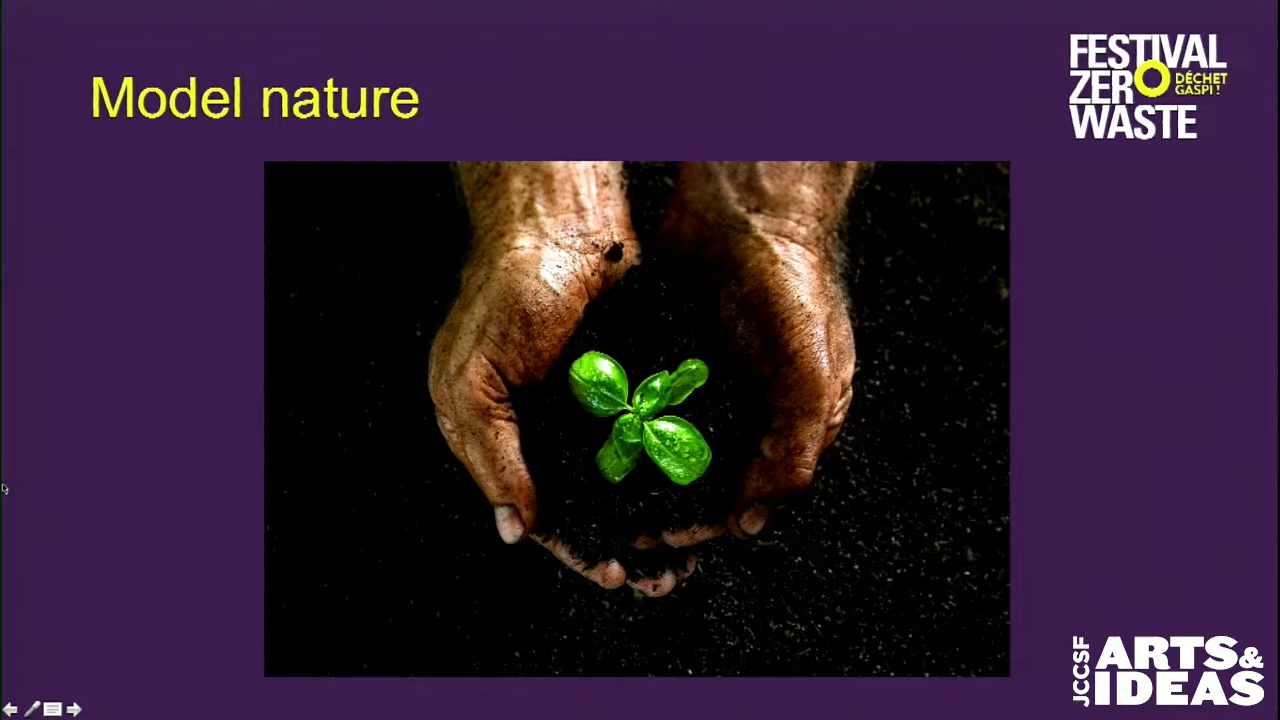 Model nature
FESTIVAL
ZERO DÉCHET
GASPI !
WASTE
JCCSF ARTS &
IDEAS